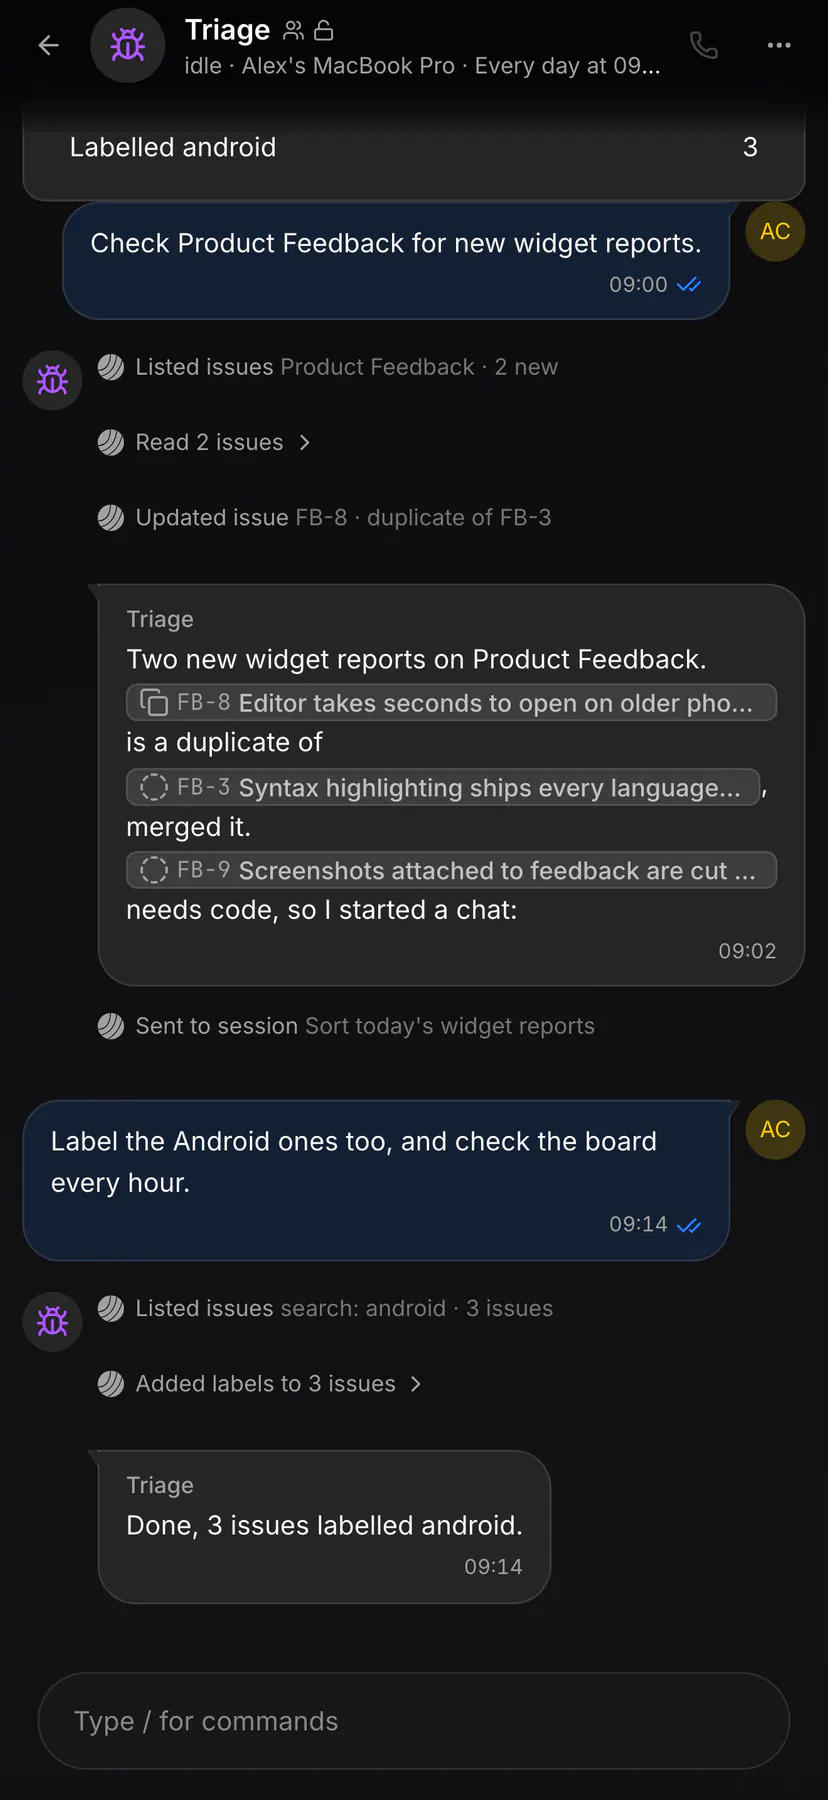 Triage
idle · Alex's MacBook Pro · Every day at 09...
Labelled android 3
Check Product Feedback for new widget reports.
AC
09:00
Listed issues Product Feedback · 2 new
Read 2 issues
Updated issue FB-8 · duplicate of FB-3
Triage
Two new widget reports on Product Feedback.
FB-8 Editor takes seconds to open on older pho...
is a duplicate of
FB-3 Syntax highlighting ships every language... ,
merged it.
FB-9 Screenshots attached to feedback are cut ...
needs code, so I started a chat:
09:02
Sent to session Sort today's widget reports
Label the Android ones too, and check the board
every hour.
AC
09:14
Listed issues search: android · 3 issues
Added labels to 3 issues
Triage
Done, 3 issues labelled android.
09:14
Type / for commands